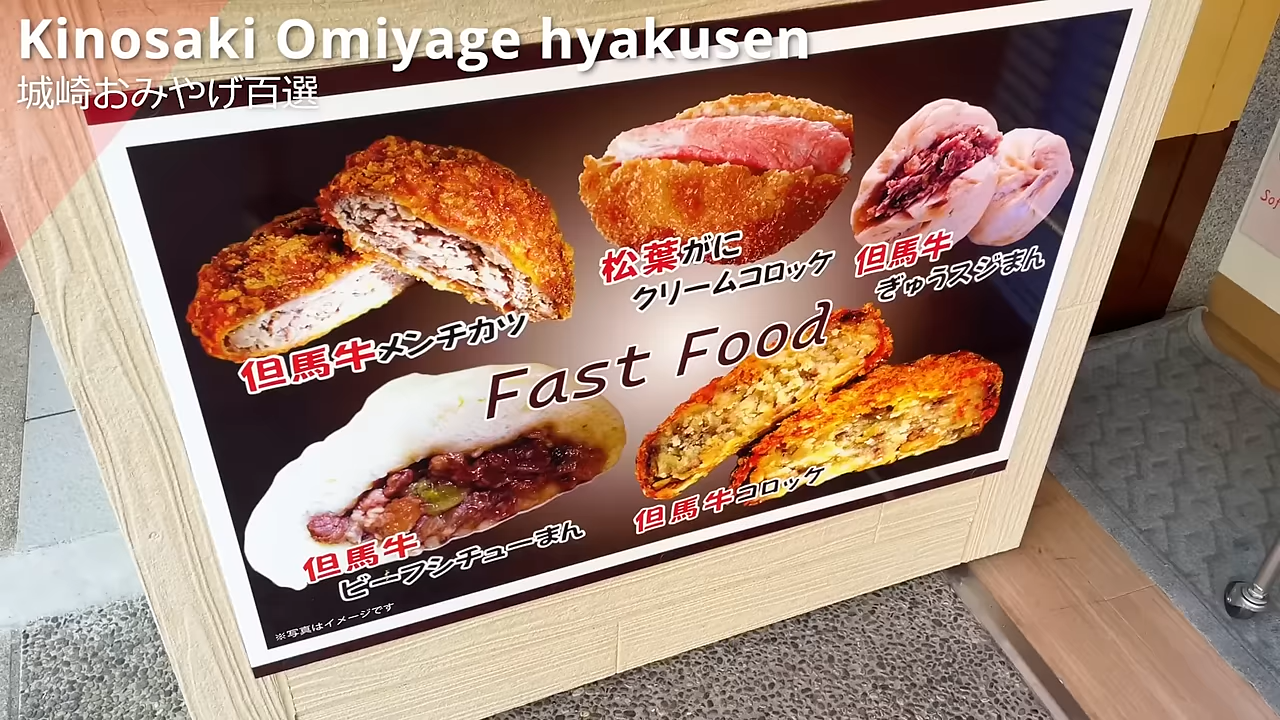 Kinosaki Omiyage hyakusen
城崎おみやげ百選
松葉がに
クリームコロッケ
但馬牛
ぎゅうスジまん
但馬牛メンチカツ
Fast Food
但馬牛
ビーフシチューまん
但馬牛コロッケ
※写真はイメージです